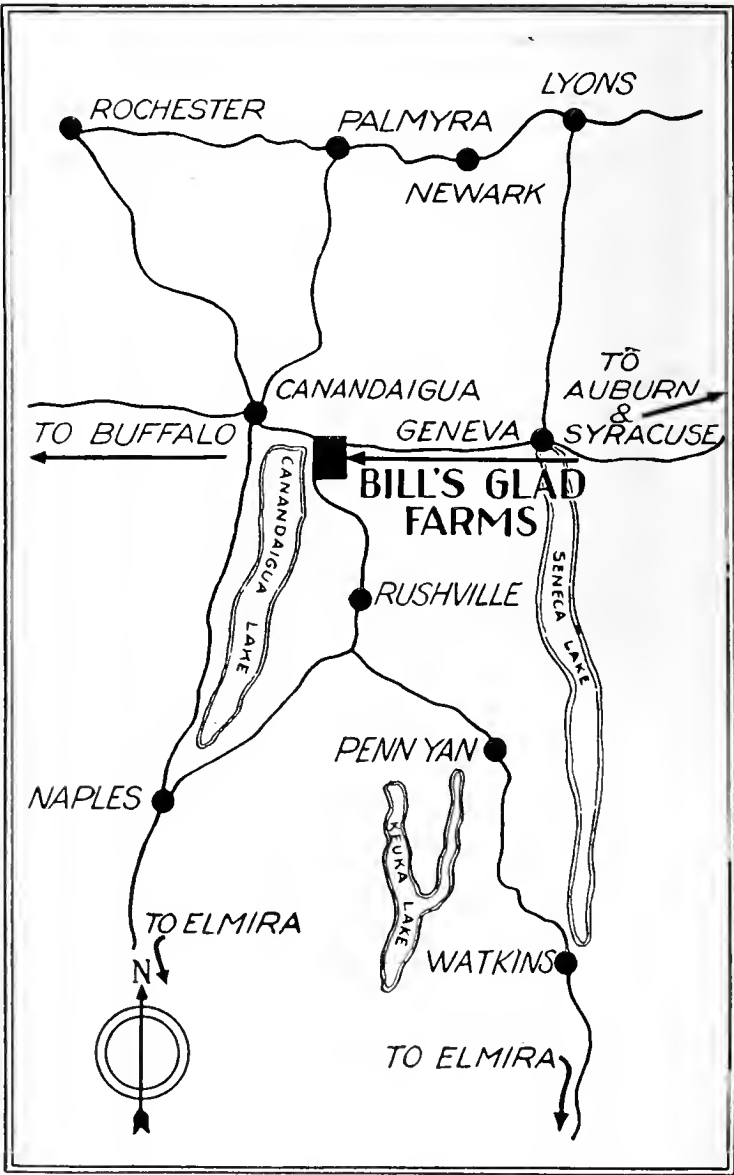 LYONS
ROCHESTER
PALMYRA
NEWARK
CANANDAIGUA
TO
AUBURN
&
SYRACUSE
TO BUFFALO
GENEVA
BILL'S GLAD
FARMS
CANANDAIGUA LAKE
SENECA LAKE
RUSHVILLE
PENN YAN
NAPLES
KEUKA LAKE
TO ELMIRA
N
WATKINS
TO ELMIRA